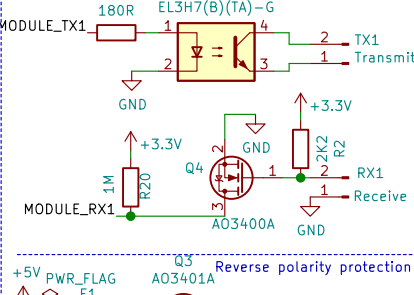 EL3H7(B)(TA)-G
180R
MODULE_TX1
1
4
2
3
2
TX1
1
Transmit
GND
+3.3V
+3.3V
2
GND
Q4
2K2
R2
1M
R20
1
2
RX1
1
Receive
MODULE_RX1
3
AO3400A
GND
Reverse polarity protection
Q3
AO3401A
+5V
PWR_FLAG
F1